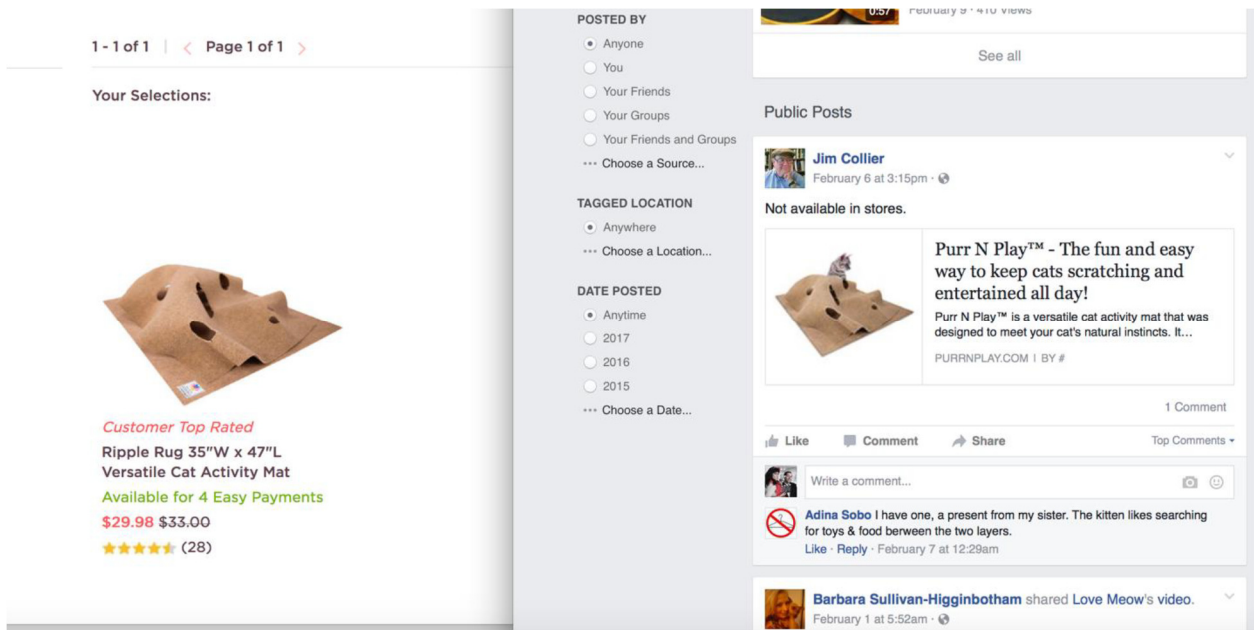 1 - 1 of 1 | < Page 1 of 1 >
Your Selections:
Customer Top Rated
Ripple Rug 35"W x 47"L
Versatile Cat Activity Mat
Available for 4 Easy Payments
$29.98 $33.00
(28)
POSTED BY
Anyone
You
Your Friends
Your Groups
Your Friends and Groups
Choose a Source...
TAGGED LOCATION
Anywhere
Choose a Location...
DATE POSTED
Anytime
2017
2016
2015
Choose a Date...
0:57
February 9 · 410 Views
See all
Public Posts
Jim Collier
February 6 at 3:15pm ·
Not available in stores.
Purr N Play™ - The fun and easy
way to keep cats scratching and
entertained all day!
Purr N Play™ is a versatile cat activity mat that was
designed to meet your cat's natural instincts. It...
PURRNPLAY.COM | BY #
1 Comment
Like Comment Share Top Comments
Write a comment...
Adina Sobo I have one, a present from my sister. The kitten likes searching
for toys & food berween the two layers.
Like · Reply · February 7 at 12:29am
Barbara Sullivan-Higginbotham shared Love Meow's video.
February 1 at 5:52am ·